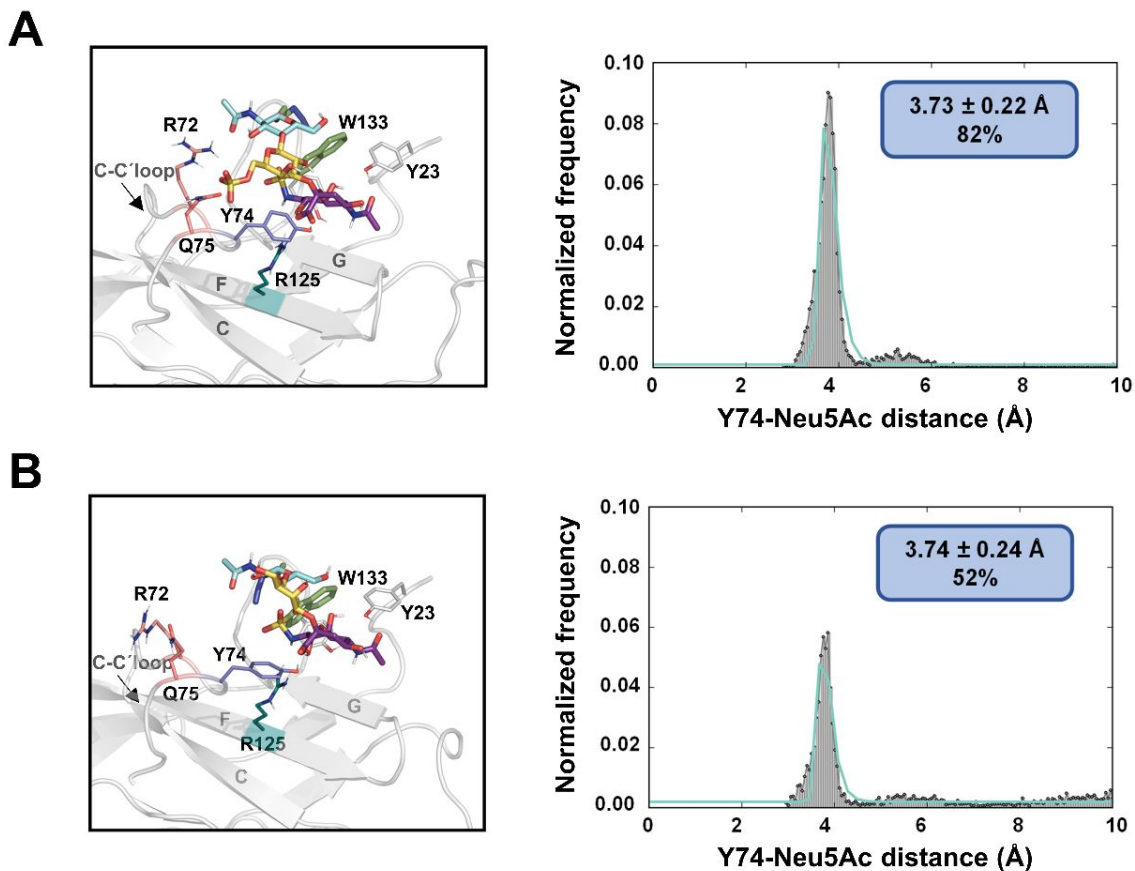 A
R72
W133
C-C´loop
Y23
Y74
Q75
R125
G
F
C
Normalized frequency
0.10
0.08
0.06
0.04
0.02
0.00
3.73 ± 0.22 Å
82%
0 2 4 6 8 10
Y74-Neu5Ac distance (Å)
B
W133
R72
Y23
C-C´loop
Y74
Q75
F
G
R125
C
Normalized frequency
0.10
0.08
0.06
0.04
0.02
0.00
3.74 ± 0.24 Å
52%
0 2 4 6 8 10
Y74-Neu5Ac distance (Å)